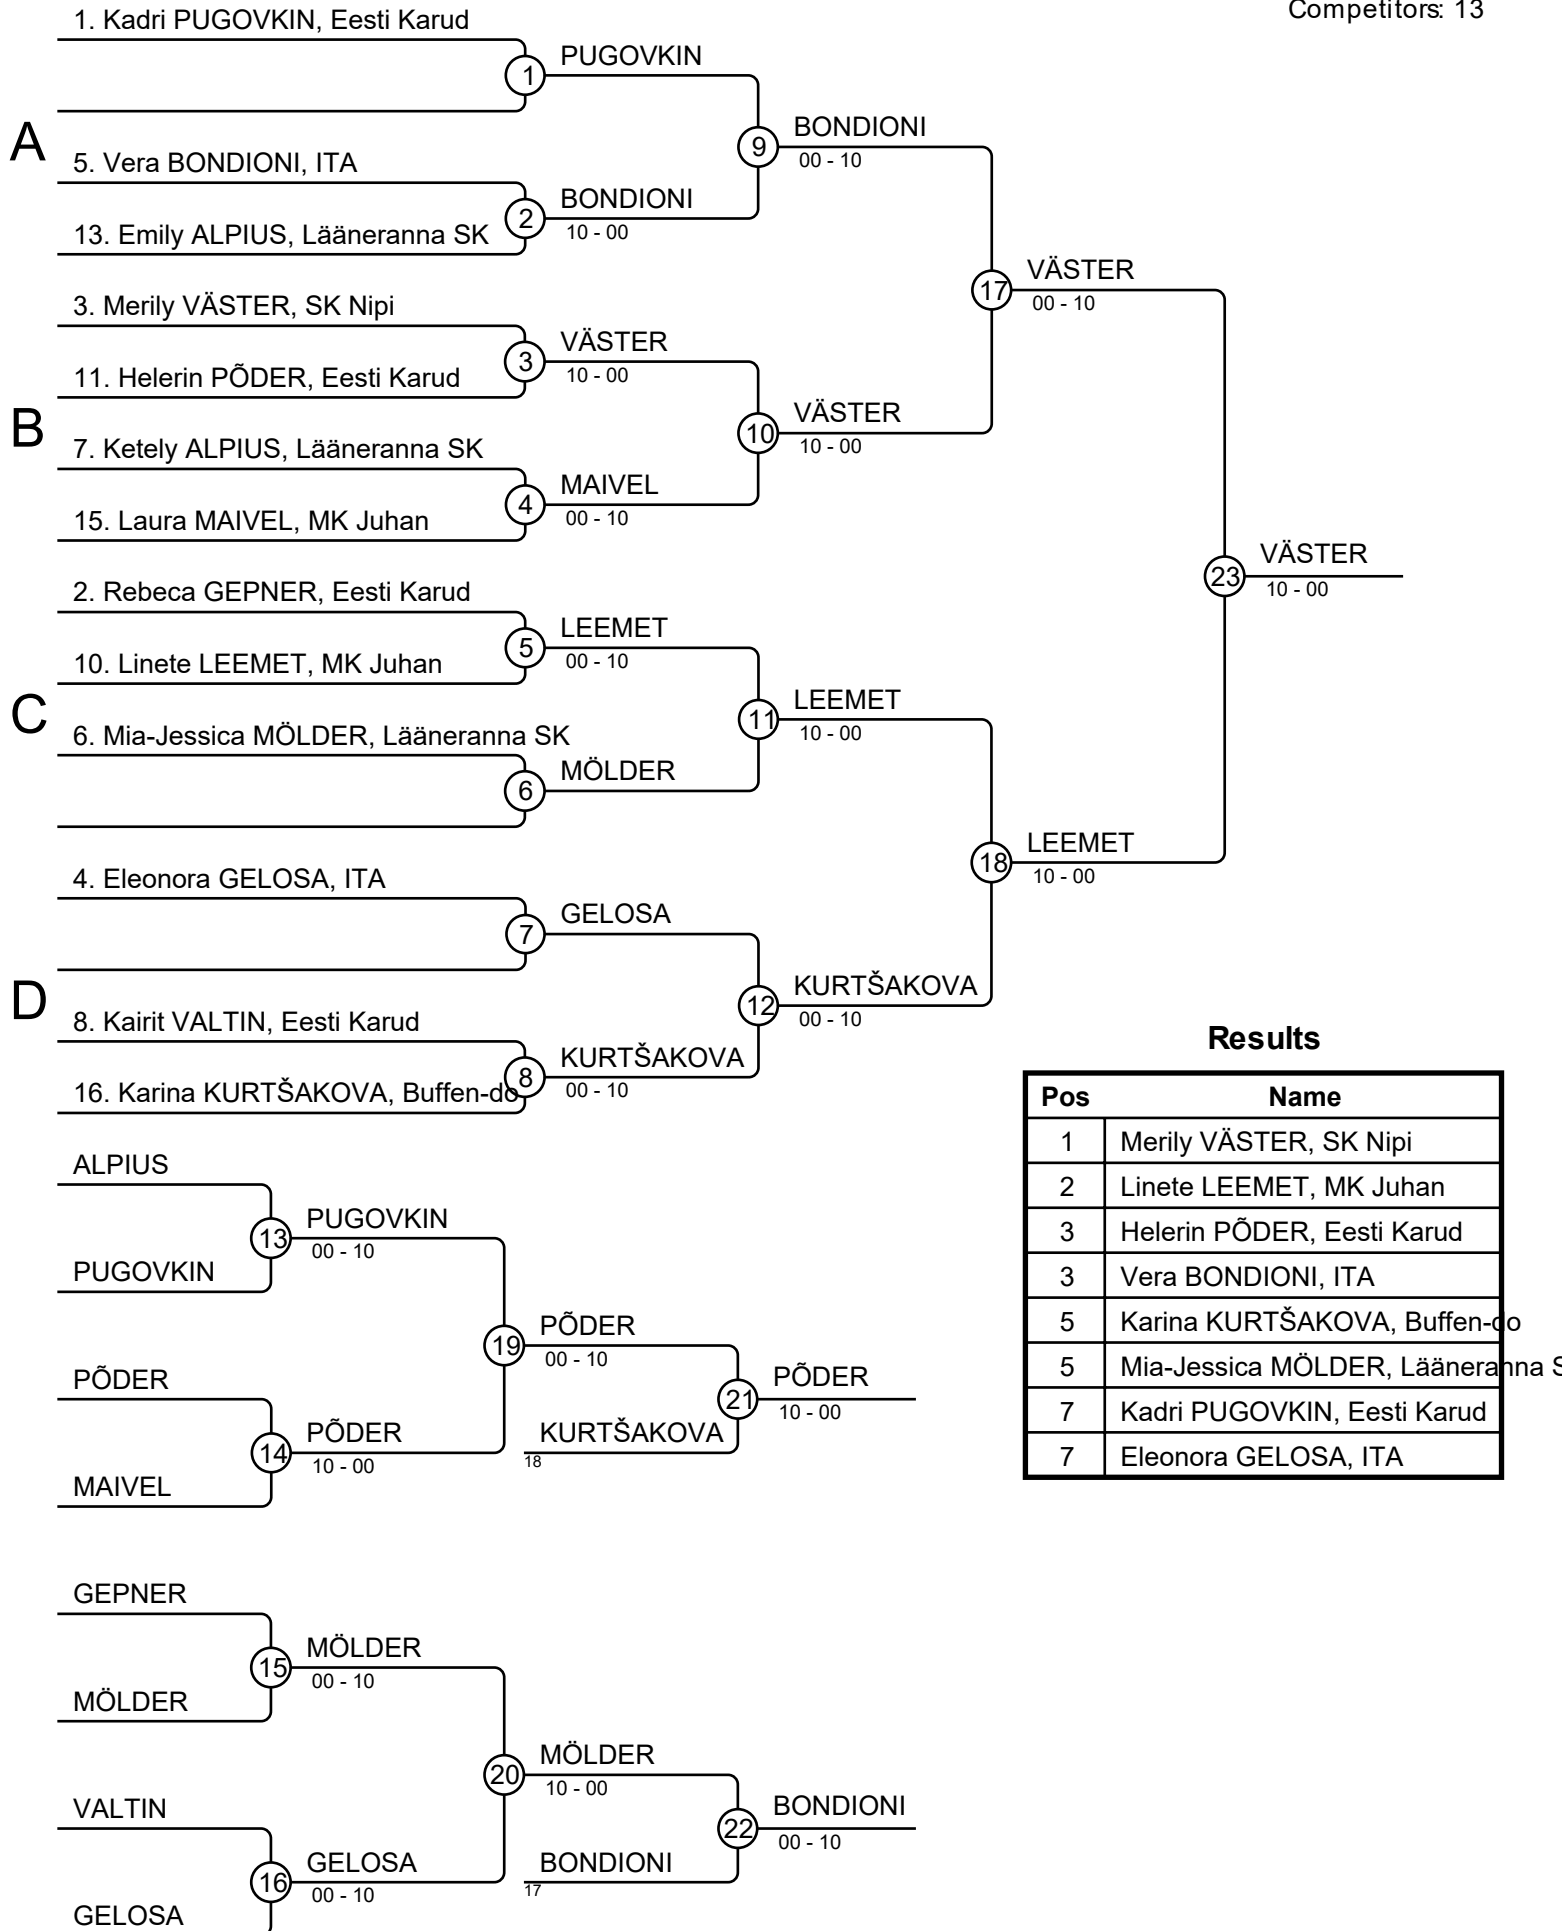 Competitors: 13
1. Kadri PUGOVKIN, Eesti Karud
1
PUGOVKIN
A
9
BONDIONI
00 - 10
5. Vera BONDIONI, ITA
2
BONDIONI
10 - 00
13. Emily ALPIUS, Lääneranna SK
17
VÄSTER
00 - 10
3. Merily VÄSTER, SK Nipi
3
VÄSTER
10 - 00
11. Helerin PÕDER, Eesti Karud
B
10
VÄSTER
10 - 00
7. Ketely ALPIUS, Lääneranna SK
4
MAIVEL
00 - 10
15. Laura MAIVEL, MK Juhan
23
VÄSTER
10 - 00
2. Rebeca GEPNER, Eesti Karud
5
LEEMET
00 - 10
10. Linete LEEMET, MK Juhan
C
11
LEEMET
10 - 00
6. Mia-Jessica MÖLDER, Lääneranna SK
6
MÖLDER
18
LEEMET
10 - 00
4. Eleonora GELOSA, ITA
7
GELOSA
D
12
KURTŠAKOVA
00 - 10
8. Kairit VALTIN, Eesti Karud
8
KURTŠAKOVA
00 - 10
16. Karina KURTŠAKOVA, Buffen-do
Results
Pos Name
1 Merily VÄSTER, SK Nipi
2 Linete LEEMET, MK Juhan
3 Helerin PÕDER, Eesti Karud
3 Vera BONDIONI, ITA
5 Karina KURTŠAKOVA, Buffen-do
5 Mia-Jessica MÖLDER, Lääneranna S
7 Kadri PUGOVKIN, Eesti Karud
7 Eleonora GELOSA, ITA
ALPIUS
13
PUGOVKIN
00 - 10
PUGOVKIN
19
PÕDER
00 - 10
PÕDER
14
PÕDER
10 - 00
MAIVEL
21
PÕDER
10 - 00
KURTŠAKOVA
18
GEPNER
15
MÖLDER
00 - 10
MÖLDER
20
MÖLDER
10 - 00
VALTIN
16
GELOSA
00 - 10
GELOSA
22
BONDIONI
00 - 10
BONDIONI
17